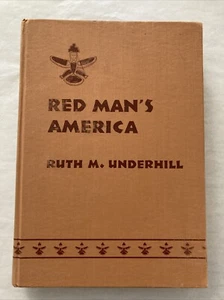 RED MAN'S
AMERICA
RUTH M. UNDERHILL